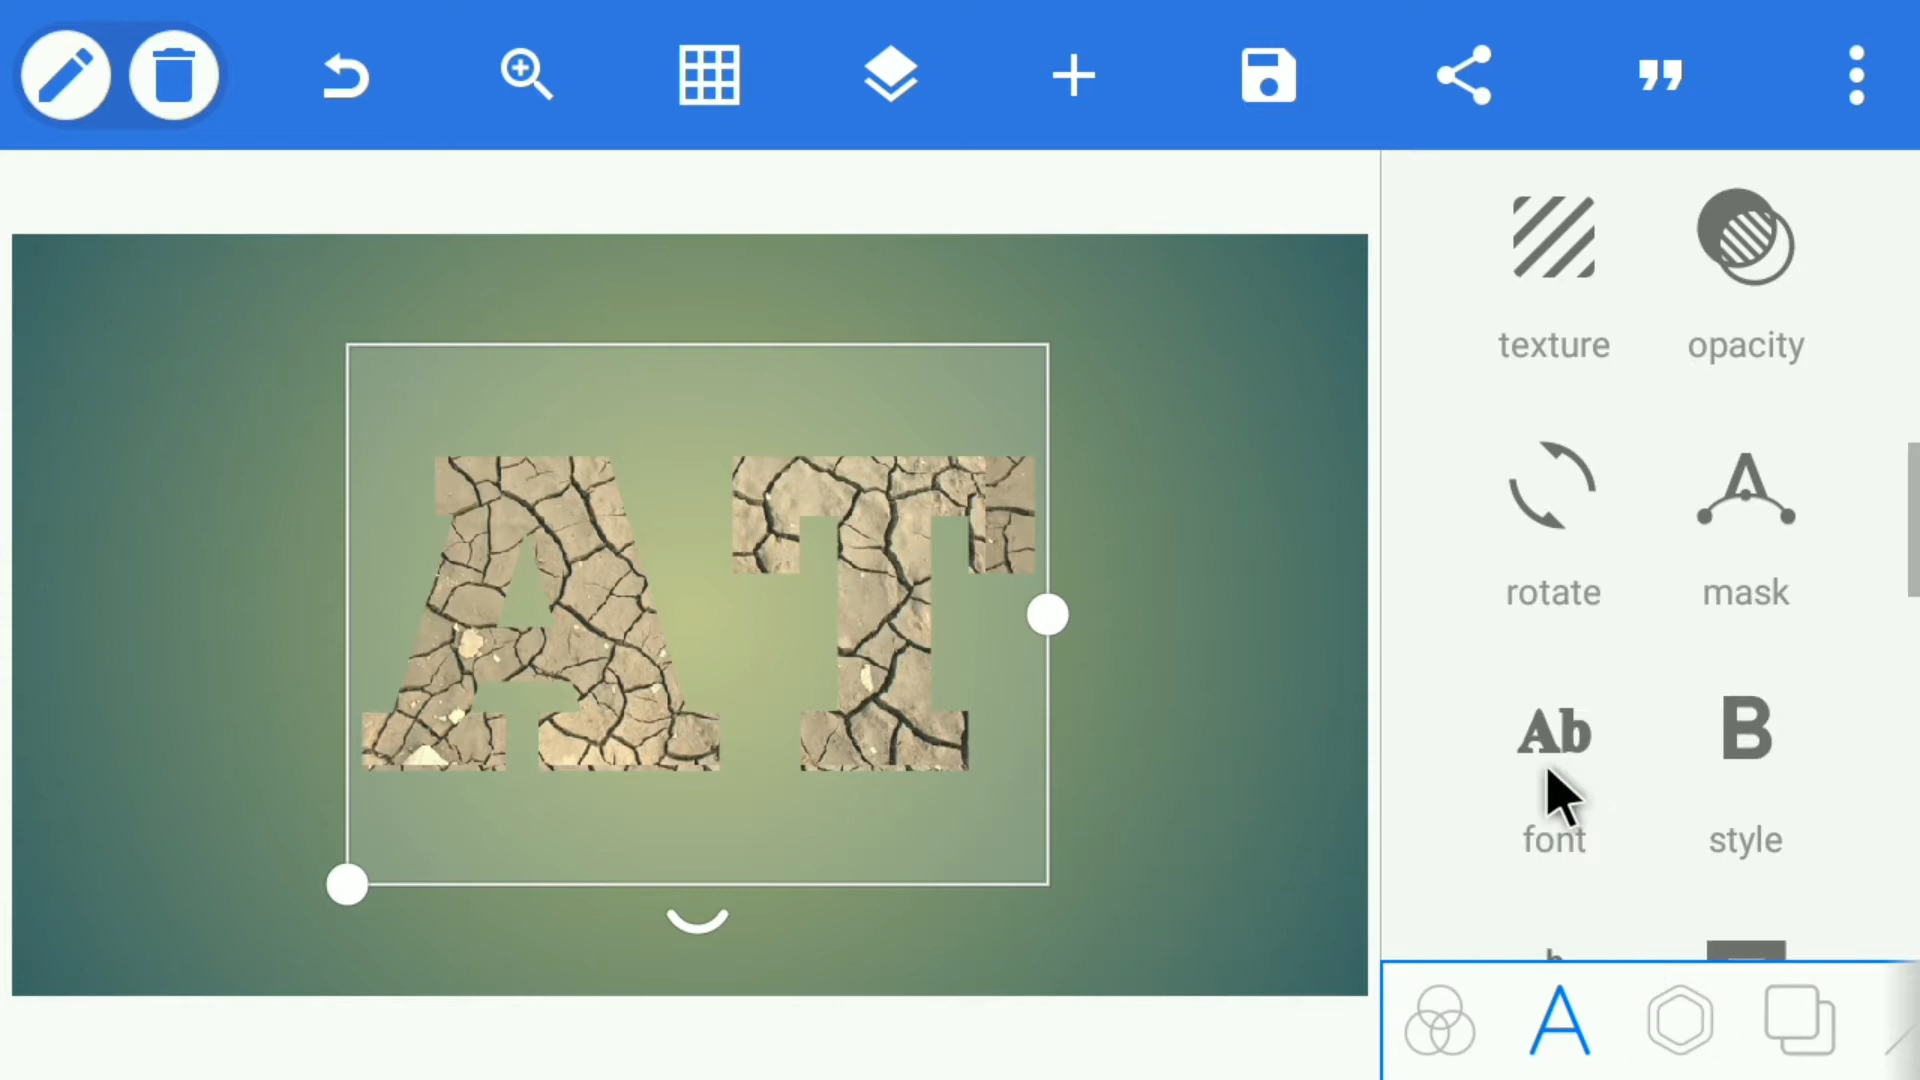 texture opacity
AT
rotate mask
Ab B
font style
A